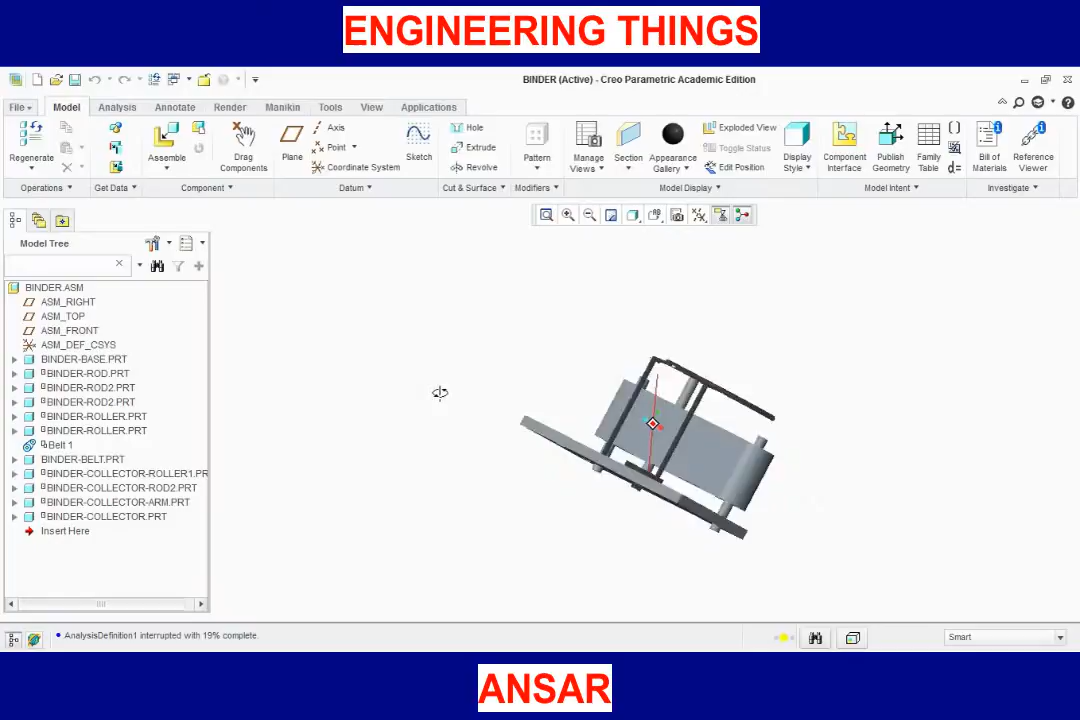 ENGINEERING THINGS
BINDER (Active) - Creo Parametric Academic Edition
File
Model
Analysis
Annotate
Render
Manikin
Tools
View
Applications
Regenerate
Assemble
Drag Components
Plane
Axis
Point
Coordinate System
Sketch
Hole
Extrude
Revolve
Pattern
Manage Views
Section
Appearance Gallery
Exploded View
Toggle Status
Edit Position
Display Style
Component Interface
Publish Geometry
Family Table
d=
Bill of Materials
Reference Viewer
Operations
Get Data
Component
Datum
Cut & Surface
Modifiers
Model Display
Model Intent
Investigate
Model Tree
BINDER.ASM
ASM_RIGHT
ASM_TOP
ASM_FRONT
ASM_DEF_CSYS
BINDER-BASE.PRT
BINDER-ROD.PRT
BINDER-ROD2.PRT
BINDER-ROD2.PRT
BINDER-ROLLER.PRT
BINDER-ROLLER.PRT
Belt 1
BINDER-BELT.PRT
BINDER-COLLECTOR-ROLLER1.PR
BINDER-COLLECTOR-ROD2.PRT
BINDER-COLLECTOR-ARM.PRT
BINDER-COLLECTOR.PRT
Insert Here
AnalysisDefinition1 interrupted with 19% complete.
Smart
ANSAR